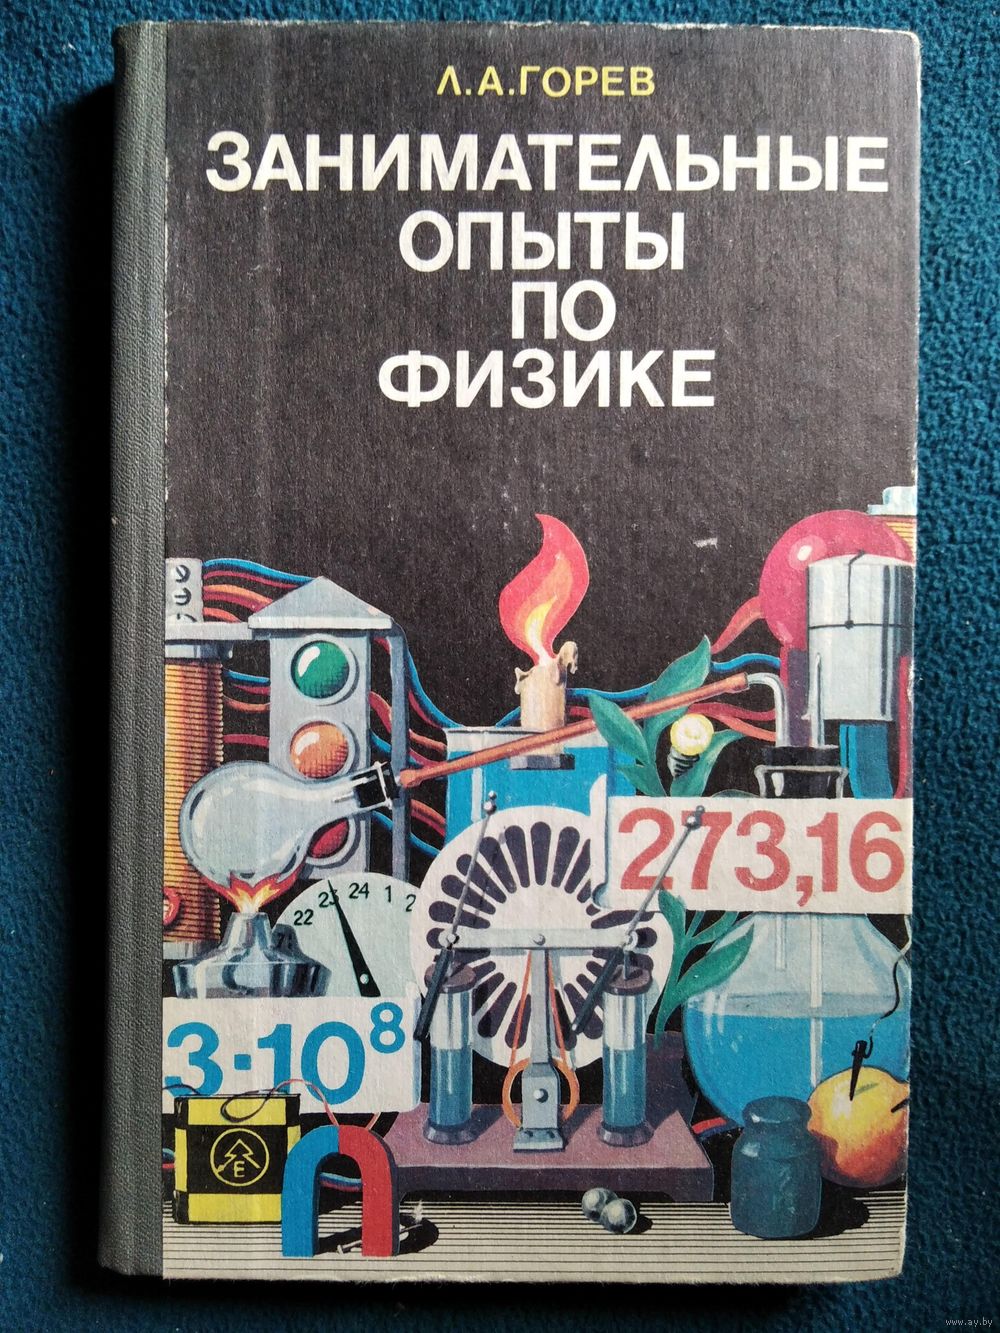 Л.А.ГОРЕВ
ЗАНИМАТЕЛЬНЫЕ
ОПЫТЫ
ПО
ФИЗИКЕ
273,16
22 23 24 1 2
3·10⁸
E
www.ay.by